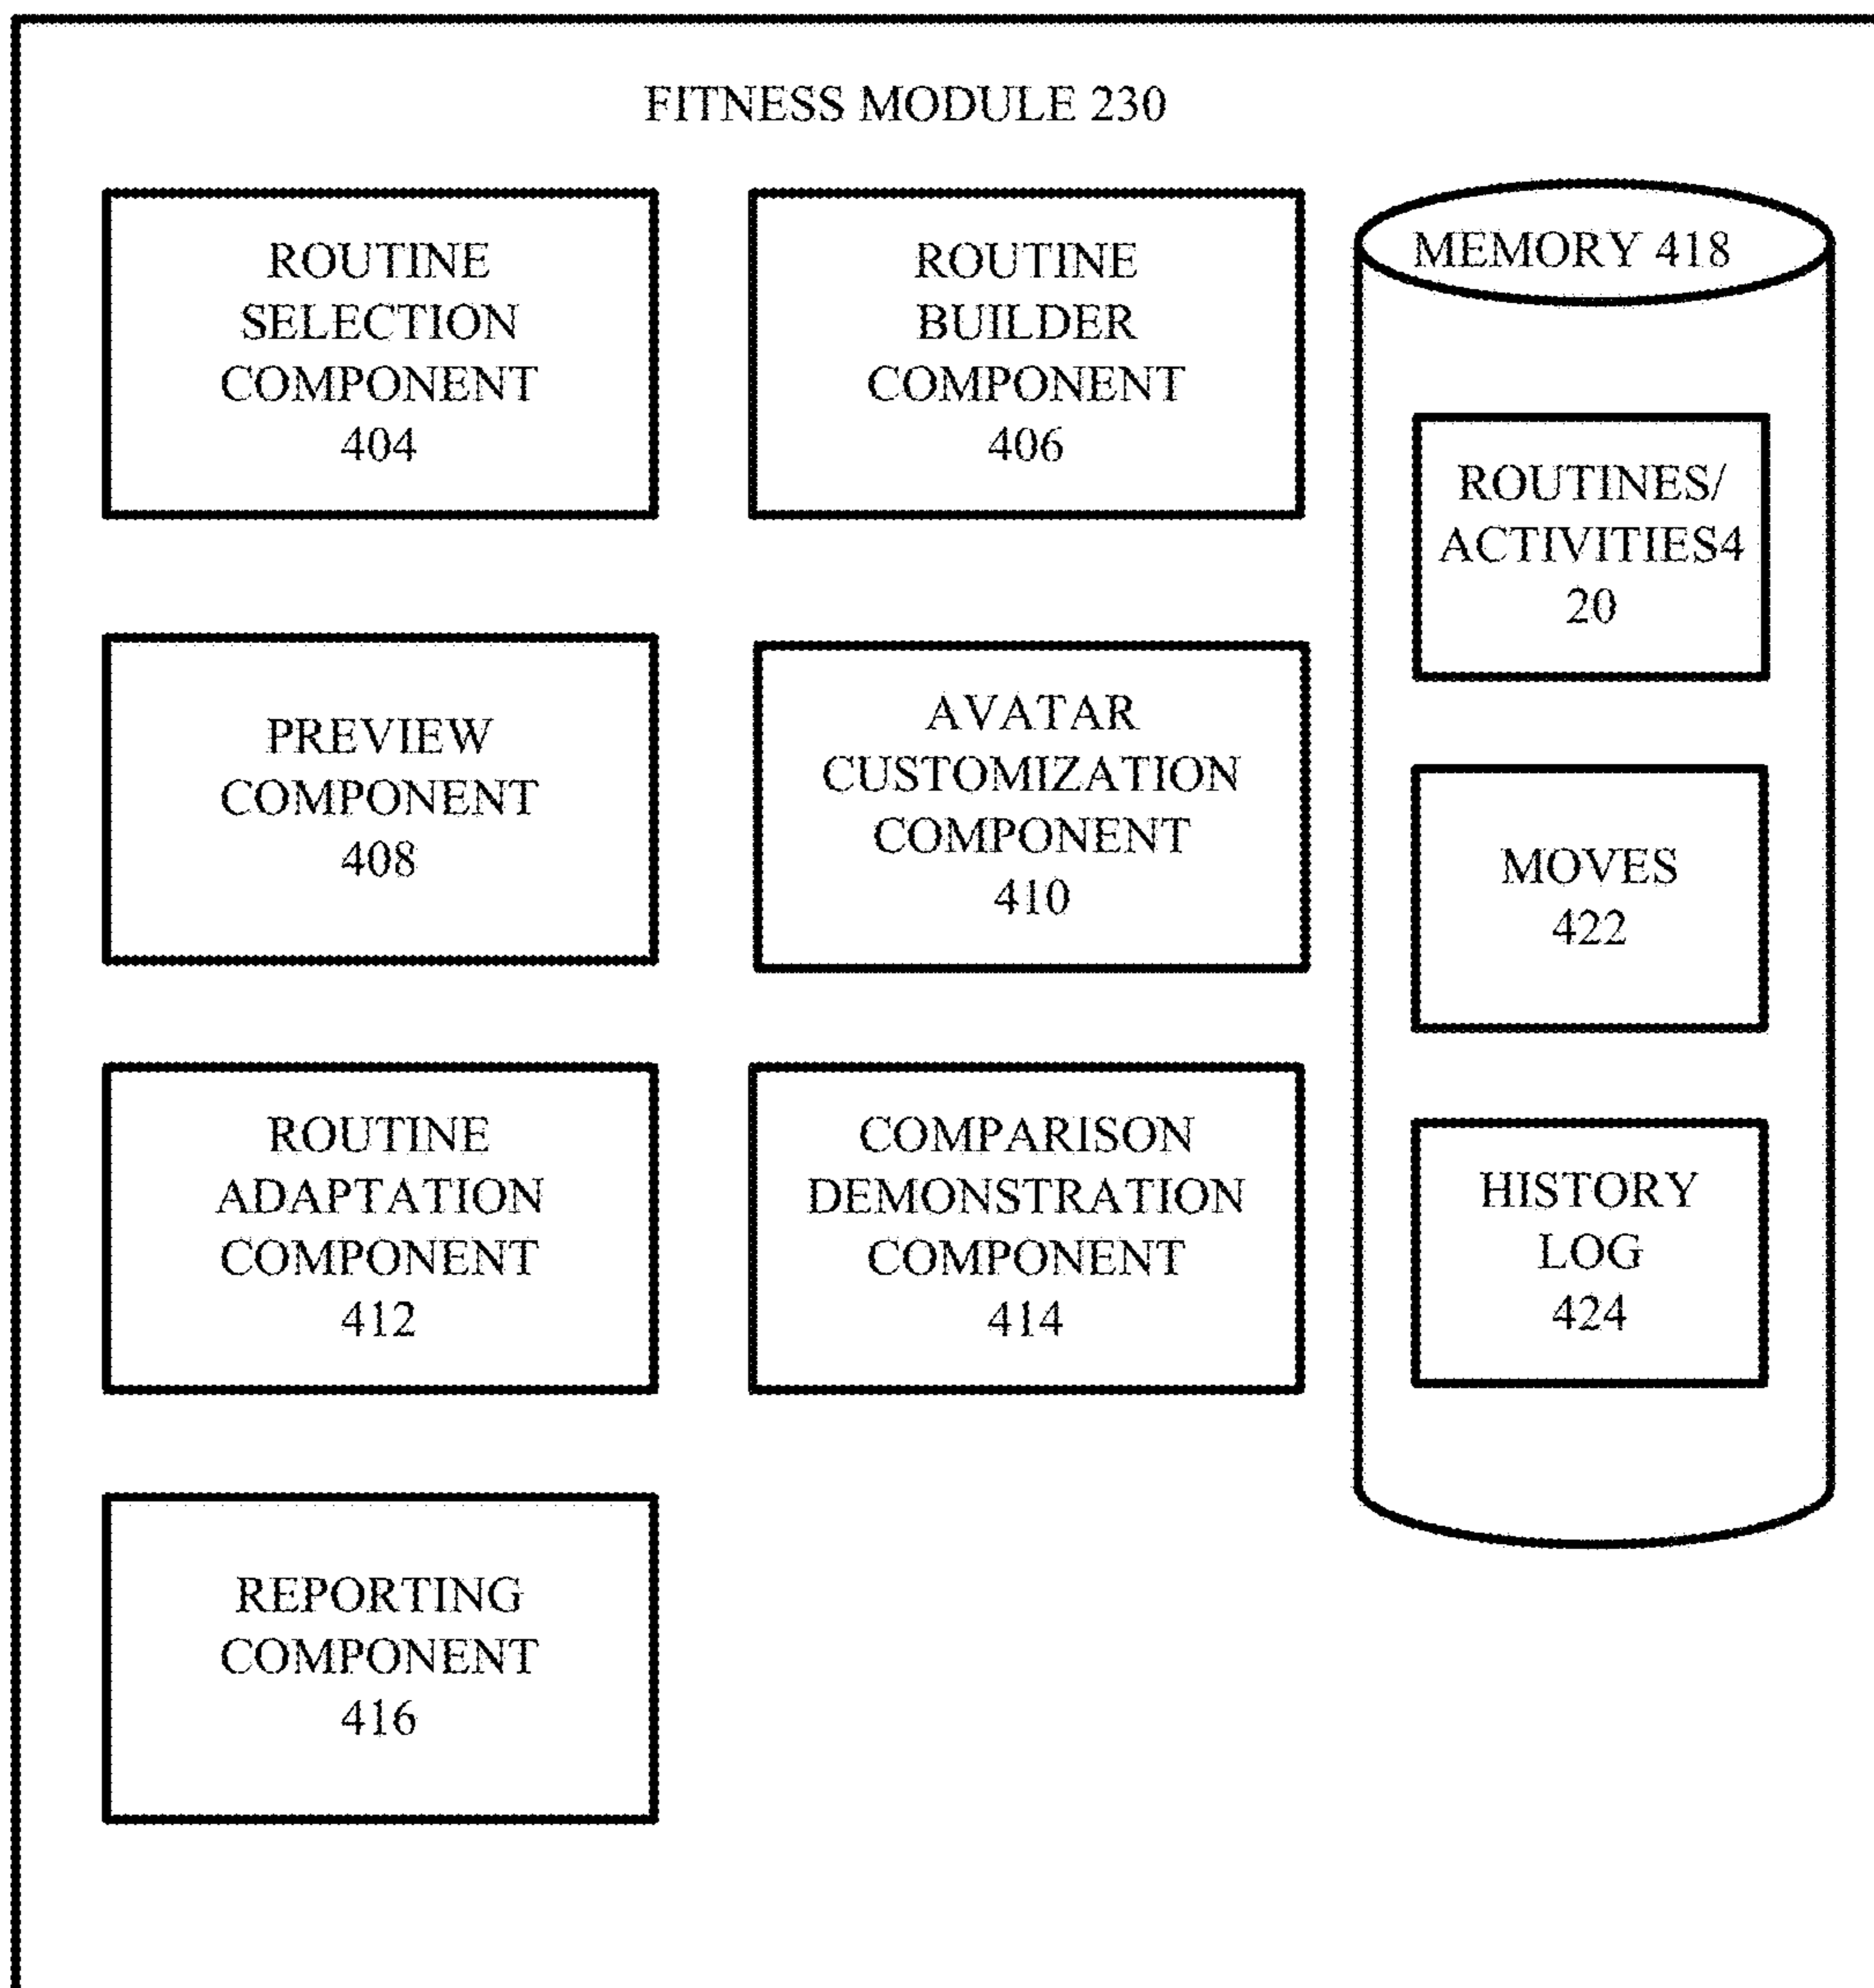 FITNESS MODULE 230
ROUTINE
SELECTION
COMPONENT
404
ROUTINE
BUILDER
COMPONENT
406
MEMORY 418
ROUTINES/
ACTIVITIES4
20
PREVIEW
COMPONENT
408
AVATAR
CUSTOMIZATION
COMPONENT
410
MOVES
422
ROUTINE
ADAPTATION
COMPONENT
412
COMPARISON
DEMONSTRATION
COMPONENT
414
HISTORY
LOG
424
REPORTING
COMPONENT
416